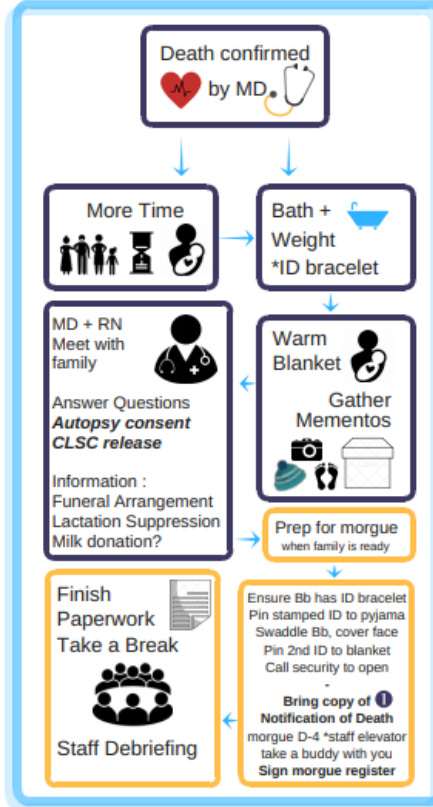 Death confirmed
by MD
More Time
Bath +
Weight
*ID bracelet
MD + RN
Meet with
family
Answer Questions
Autopsy consent
CLSC release
Information :
Funeral Arrangement
Lactation Suppression
Milk donation?
Warm
Blanket
Gather
Mementos
Prep for morgue
when family is ready
Ensure Bb has ID bracelet
Pin stamped ID to pyjama
Swaddle Bb, cover face
Pin 2nd ID to blanket
Call security to open
-
Bring copy of ❶
Notification of Death
morgue D-4 *staff elevator
take a buddy with you
Sign morgue register
Finish
Paperwork
Take a Break
Staff Debriefing